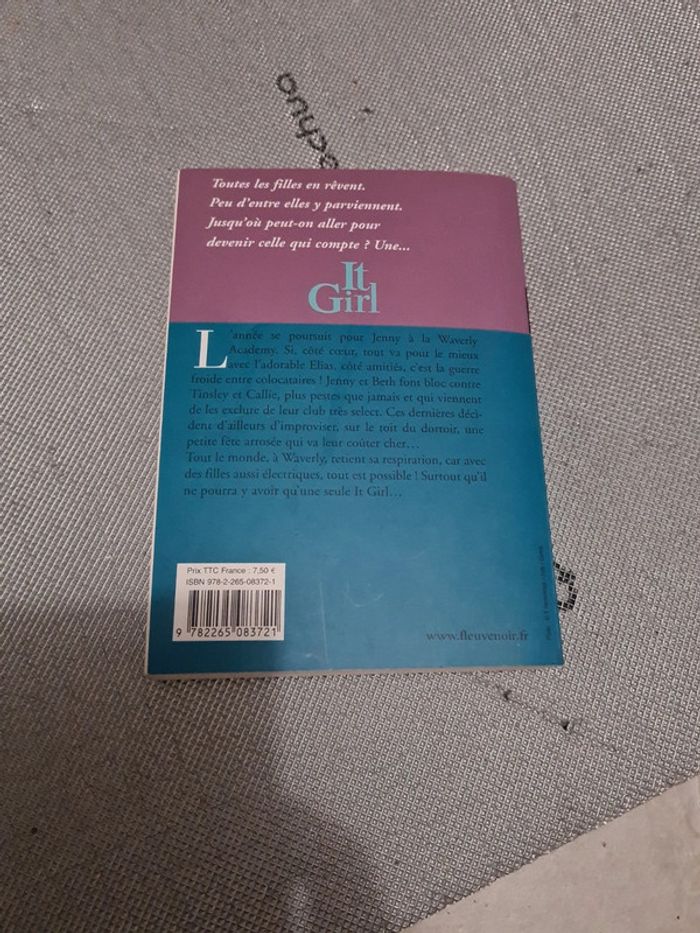 Toutes les filles en rêvent.
Peu d'entre elles y parviennent.
Jusqu'où peut-on aller pour
devenir celle qui compte ? Une...
It
Girl
L'année se poursuit pour Jenny à la Waverly
Academy. Si, côté cœur, tout va pour le mieux
avec l'adorable Elias, côté amitiés, c'est la guerre
froide entre colocataires ! Jenny et Beth font bloc contre
Tinsley et Callie, plus pestes que jamais et qui viennent
de les exclure de leur club très select. Ces dernières déci-
dent d'ailleurs d'improviser, sur le toit du dortoir, une
petite fête arrosée qui va leur coûter cher...
Tout le monde, à Waverly, retient sa respiration, car avec
des filles aussi électriques, tout est possible ! Surtout qu'il
ne pourra y avoir qu'une seule It Girl...
Prix TTC France : 7,50 €
ISBN 978-2-265-08372-1
9 782265 083721
www.fleuvenoir.fr